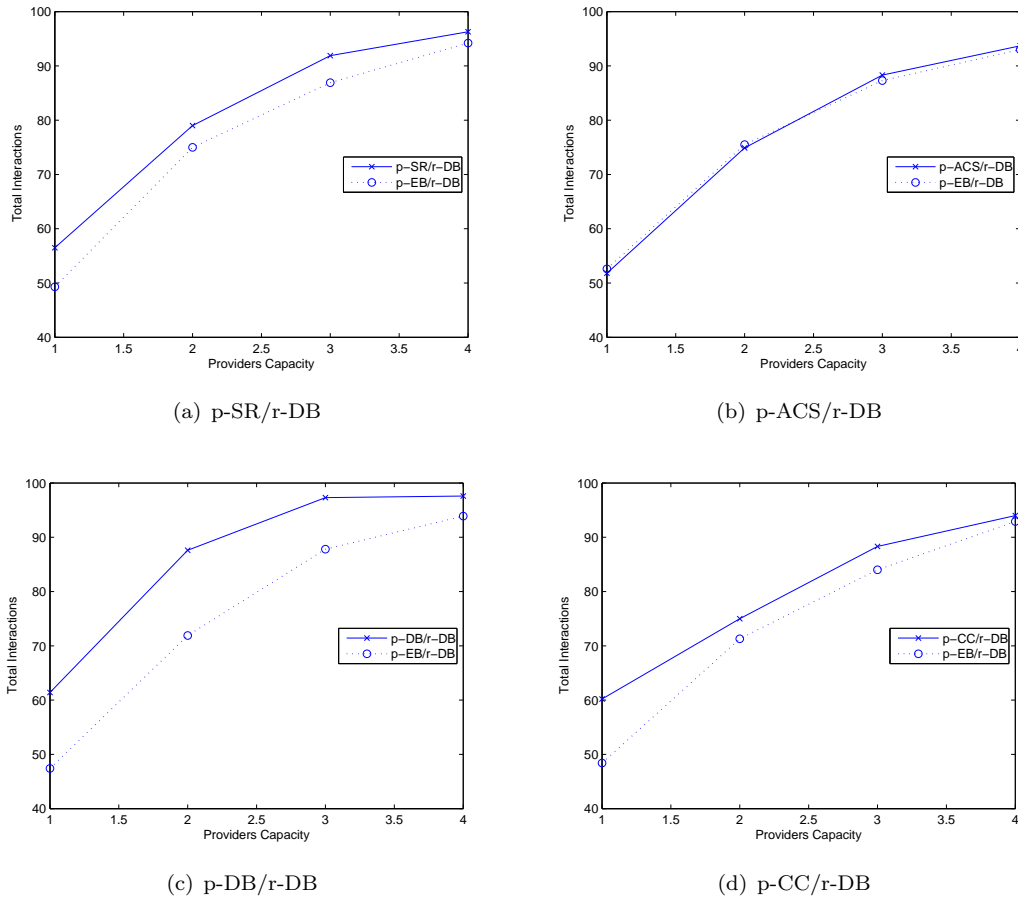 100
90
80
70
60
50
40
Total Interactions
p−SR/r−DB
p−EB/r−DB
1 1.5 2 2.5 3 3.5 4
Providers Capacity
(a) p-SR/r-DB
100
90
80
70
60
50
40
Total Interactions
p−ACS/r−DB
p−EB/r−DB
1 1.5 2 2.5 3 3.5 4
Providers Capacity
(b) p-ACS/r-DB
100
90
80
70
60
50
40
Total Interactions
p−DB/r−DB
p−EB/r−DB
1 1.5 2 2.5 3 3.5 4
Providers Capacity
(c) p-DB/r-DB
100
90
80
70
60
50
40
Total Interactions
p−CC/r−DB
p−EB/r−DB
1 1.5 2 2.5 3 3.5 4
Providers Capacity
(d) p-CC/r-DB